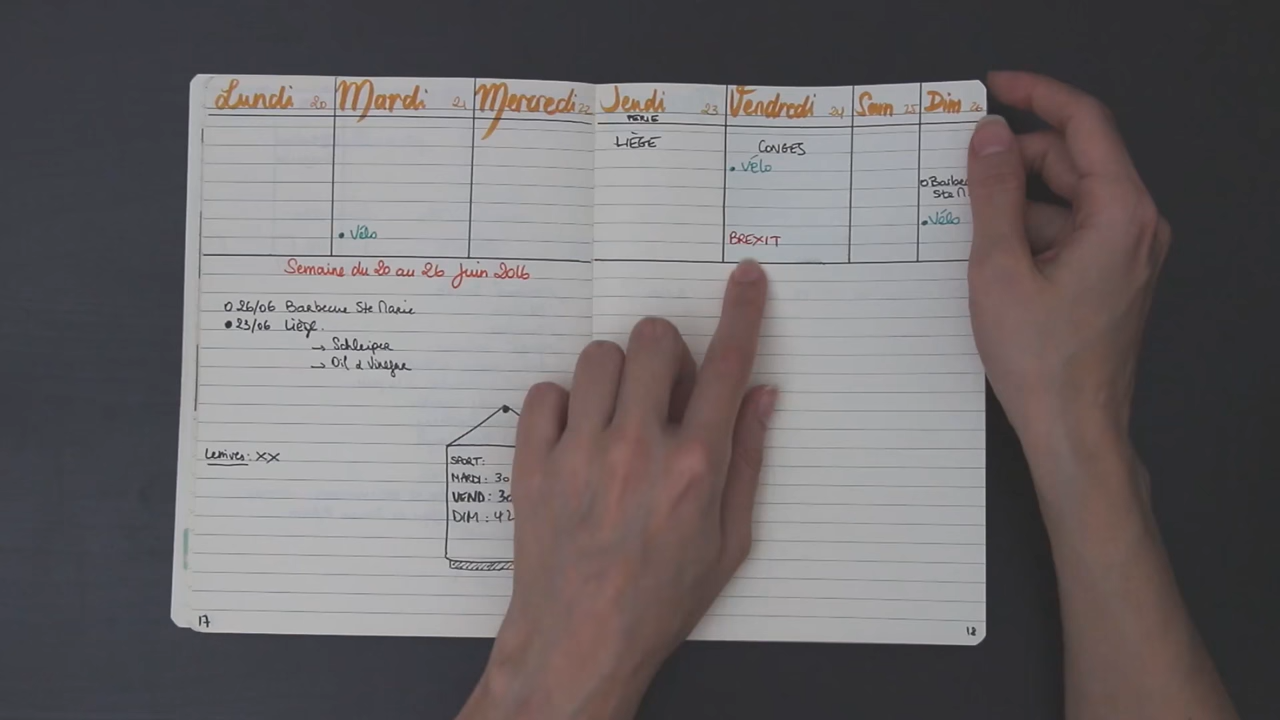 Lundi 20 Mardi 21 Mercredi 22 Jeudi 23 Vendredi 24 Sam 25 Dim 26
FERIE
LIÈGE
CONGES
• Vélo
o Barbec
Ste M
• Vélo
• Vélo
BREXIT
Semaine du 20 au 26 Juin 2016
o 26/06 Barbecue Ste Marie
• 23/06 Liège.
→ Schleiper
→ Oil & Vinegar
Lessives: XX
SPORT:
MARDI: 30
VEND: 30
DIM: 42
17
18